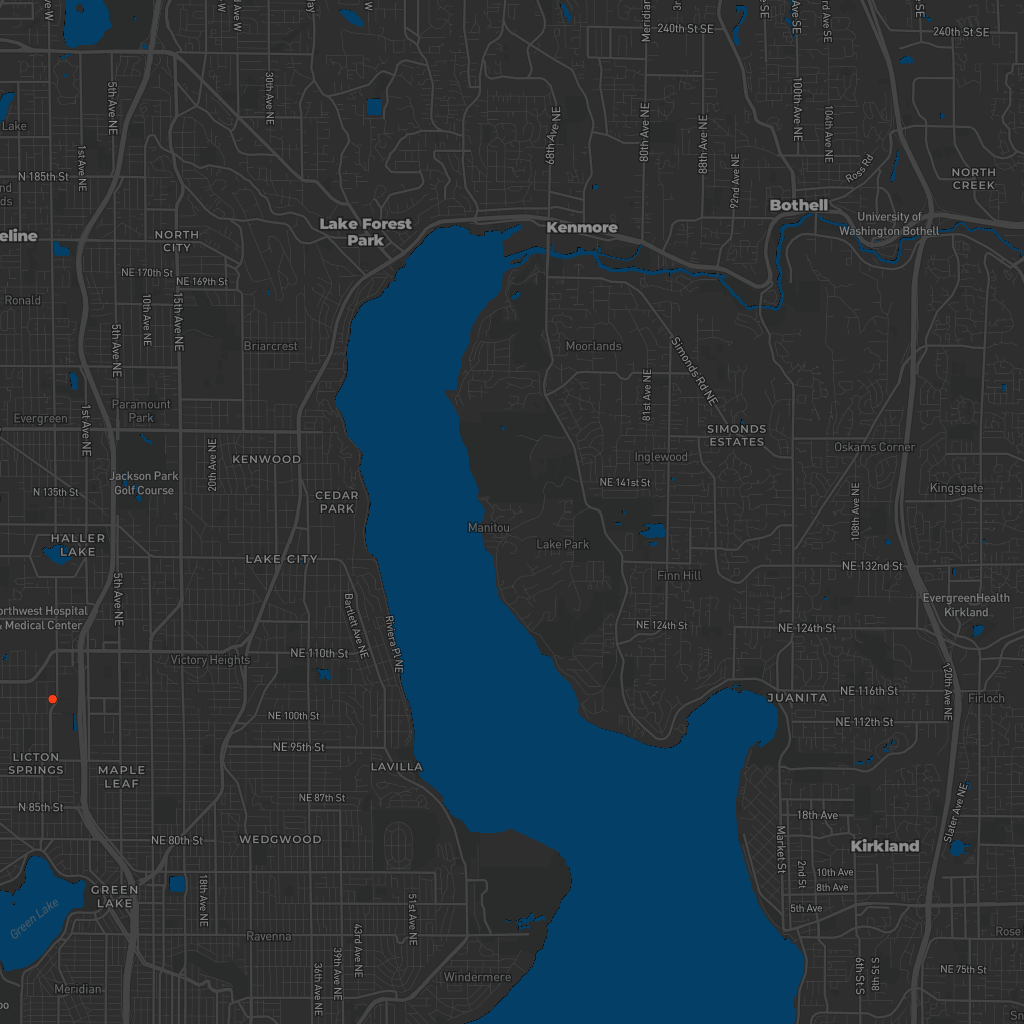 240th St SE
240th St SE
Meridian
100th Ave SE
5th Ave NE
30th Ave NE
68th Ave NE
80th Ave NE
88th Ave NE
92nd Ave NE
100th Ave NE
104th Ave NE
Ross Rd
Lake
1st Ave NE
N 185th St
NORTH
CREEK
Bothell
University of
Washington Bothell
Lake Forest
Park
Kenmore
eline
NORTH
CITY
NE 170th St
NE 169th St
Ronald
10th Ave NE
15th Ave NE
5th Ave NE
Briarcrest
Moorlands
Simonds Rd NE
81st Ave NE
Paramount
Park
Evergreen
1st Ave NE
SIMONDS
ESTATES
Oskams Corner
20th Ave NE
KENWOOD
Inglewood
Jackson Park
Golf Course
N 135th St
NE 141st St
Kingsgate
CEDAR
PARK
108th Ave NE
Manitou
HALLER
LAKE
Lake Park
LAKE CITY
NE 132nd St
Finn Hill
5th Ave NE
Bartlett Ave NE
Riviera Pl NE
orthwest Hospital
& Medical Center
EvergreenHealth
Kirkland
NE 124th St
NE 124th St
NE 110th St
Victory Heights
120th Ave NE
NE 116th St
JUANITA
Firloch
NE 100th St
NE 112th St
NE 95th St
LICTON
SPRINGS
MAPLE
LEAF
LAVILLA
NE 87th St
N 85th St
18th Ave
Slater Ave NE
NE 80th St
WEDGWOOD
Market St
Kirkland
2nd St
10th Ave
8th Ave
GREEN
LAKE
18th Ave NE
5th Ave
Green Lake
51st Ave NE
43rd Ave NE
39th Ave NE
36th Ave NE
Ravenna
Rose
Windermere
6th St S
8th St S
NE 75th St
Meridian